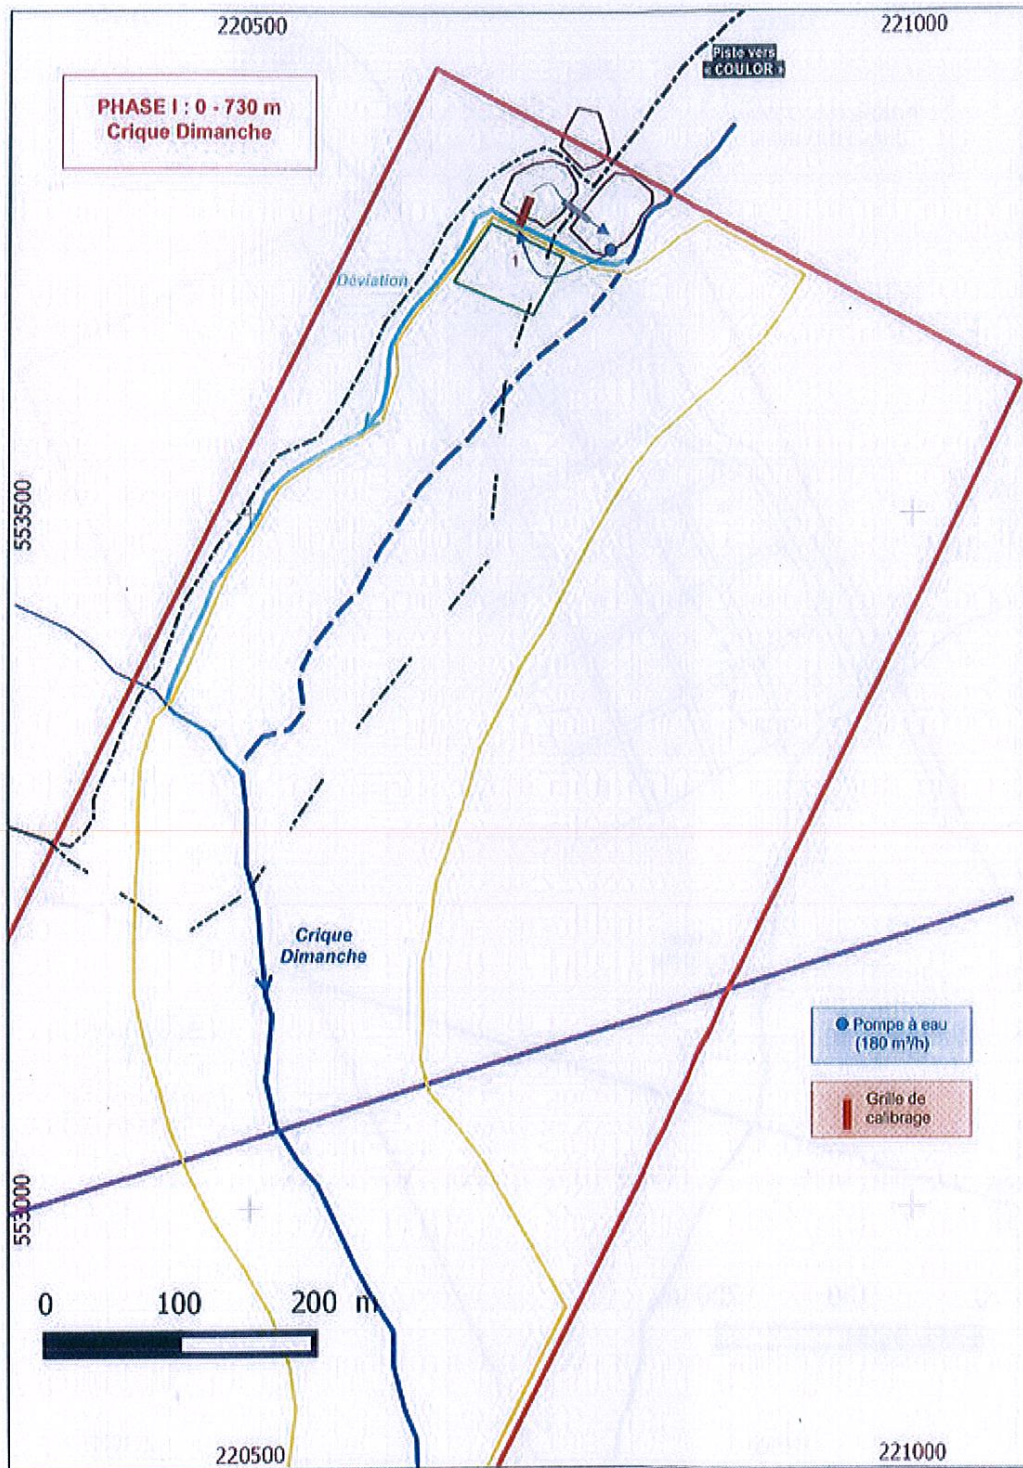 220500
221000
Piste vers
« COULOR »
PHASE I : 0 - 730 m
Crique Dimanche
Déviation
1
553500
Crique
Dimanche
Pompe à eau
(180 m³/h)
Grille de
calibrage
553000
0 100 200 m
220500
221000